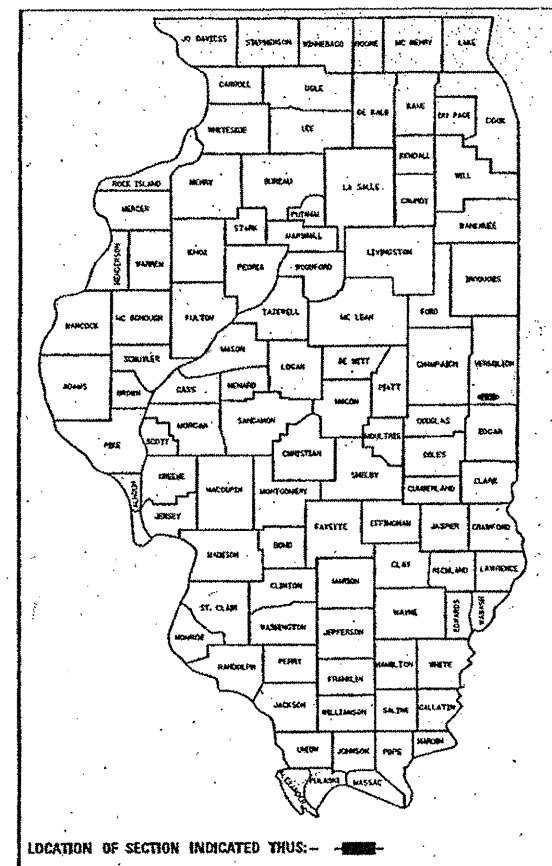 JO DAVIESS STEPHENSON WINNEBAGO BOONE MC HENRY LAKE
CARROLL OGLE DE KALB KANE DU PAGE COOK
WHITESIDE LEE
KENDALL WILL
ROCK ISLAND HENRY BUREAU LA SALLE GRUNDY
MERCER PUTNAM KANKAKEE
STARK MARSHALL
HENDERSON WARREN KNOX PEORIA WOODFORD LIVINGSTON IROQUOIS
HANCOCK MC DONOUGH FULTON TAZEWELL MC LEAN FORD
MASON
SCHUYLER LOGAN DE WITT CHAMPAIGN VERMILION
ADAMS BROWN CASS MENARD MACON PIATT
PIKE SCOTT MORGAN SANGAMON DOUGLAS EDGAR
CHRISTIAN MOULTRIE COLES
CALHOUN GREENE MACOUPIN MONTGOMERY SHELBY CUMBERLAND CLARK
JERSEY FAYETTE EFFINGHAM JASPER CRAWFORD
MADISON BOND
CLAY RICHLAND LAWRENCE
CLINTON MARION
ST. CLAIR WASHINGTON JEFFERSON WAYNE EDWARDS WABASH
MONROE
RANDOLPH PERRY HAMILTON WHITE
FRANKLIN
JACKSON WILLIAMSON SALINE GALLATIN
UNION JOHNSON POPE HARDIN
ALEXANDER PULASKI MASSAC
LOCATION OF SECTION INDICATED THUS:-